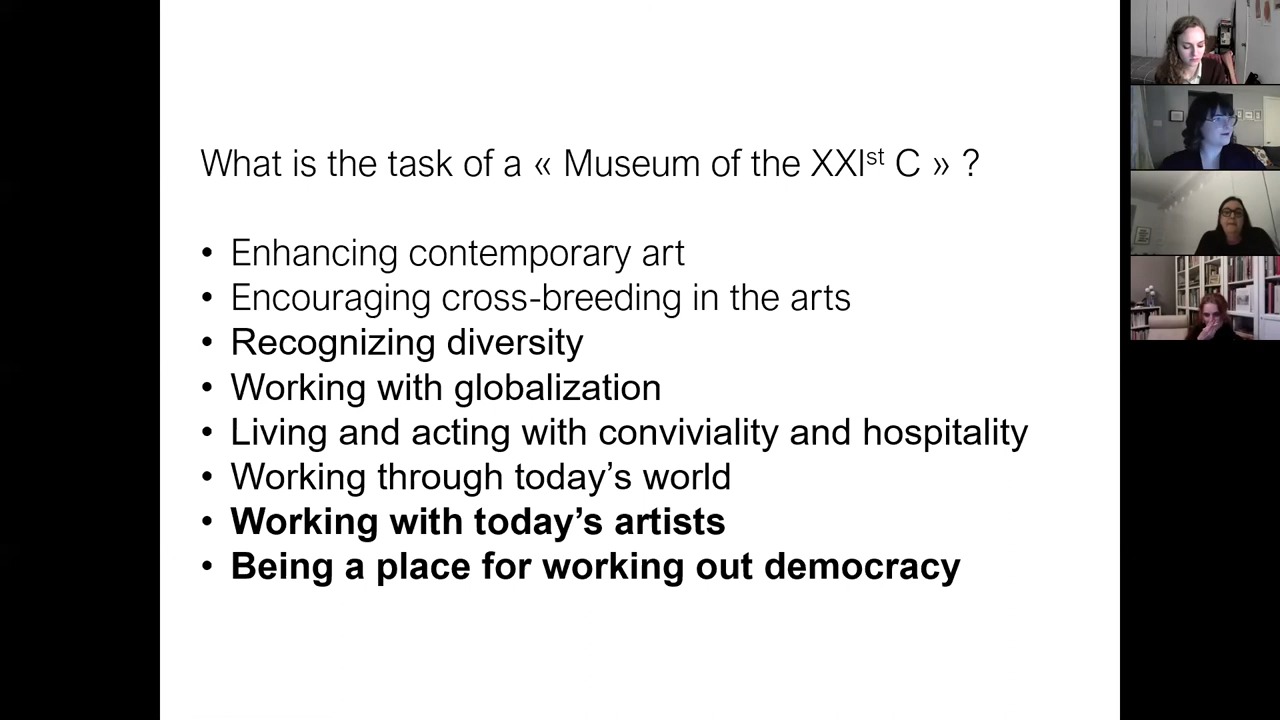 What is the task of a « Museum of the XXIst C » ?
• Enhancing contemporary art
• Encouraging cross-breeding in the arts
• Recognizing diversity
• Working with globalization
• Living and acting with conviviality and hospitality
• Working through today’s world
• Working with today’s artists
• Being a place for working out democracy